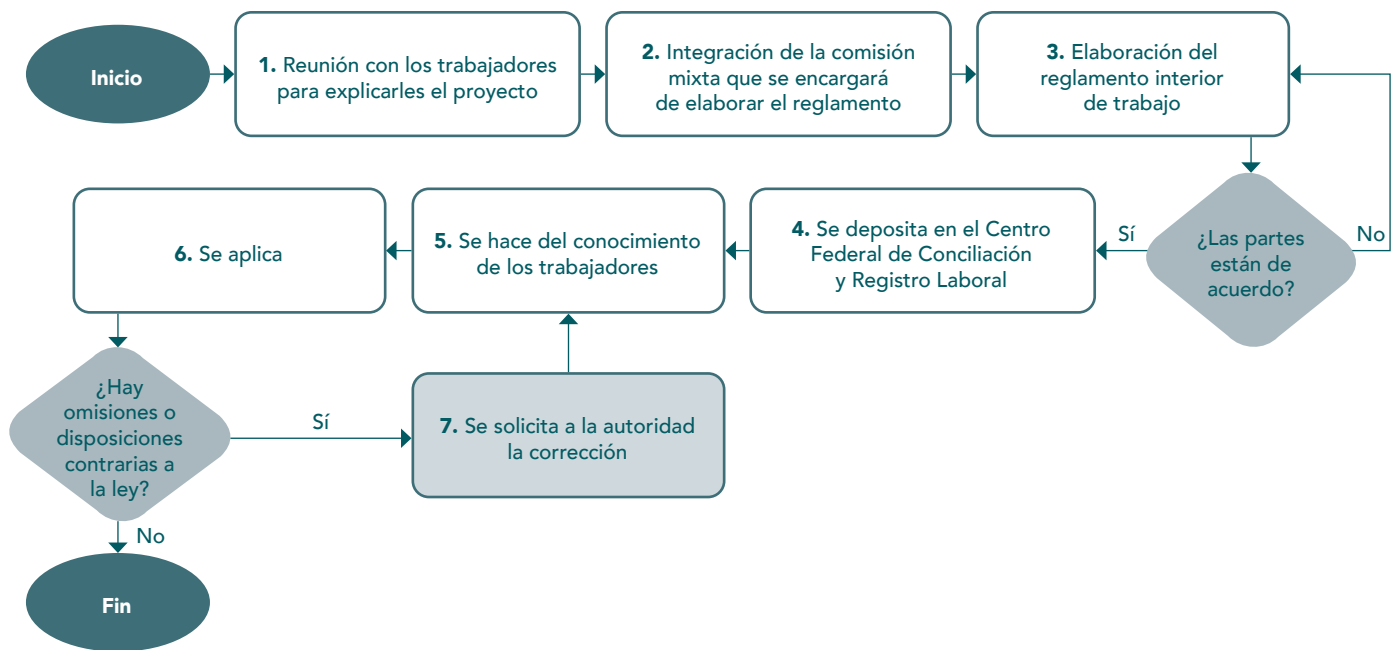 Inicio
1. Reunión con los trabajadores
para explicarles el proyecto
2. Integración de la comisión
mixta que se encargará
de elaborar el reglamento
3. Elaboración del
reglamento interior
de trabajo
¿Las partes
están de
acuerdo?
No
Sí
4. Se deposita en el Centro
Federal de Conciliación
y Registro Laboral
5. Se hace del conocimiento
de los trabajadores
6. Se aplica
¿Hay
omisiones o
disposiciones
contrarias a
la ley?
Sí
7. Se solicita a la autoridad
la corrección
No
Fin